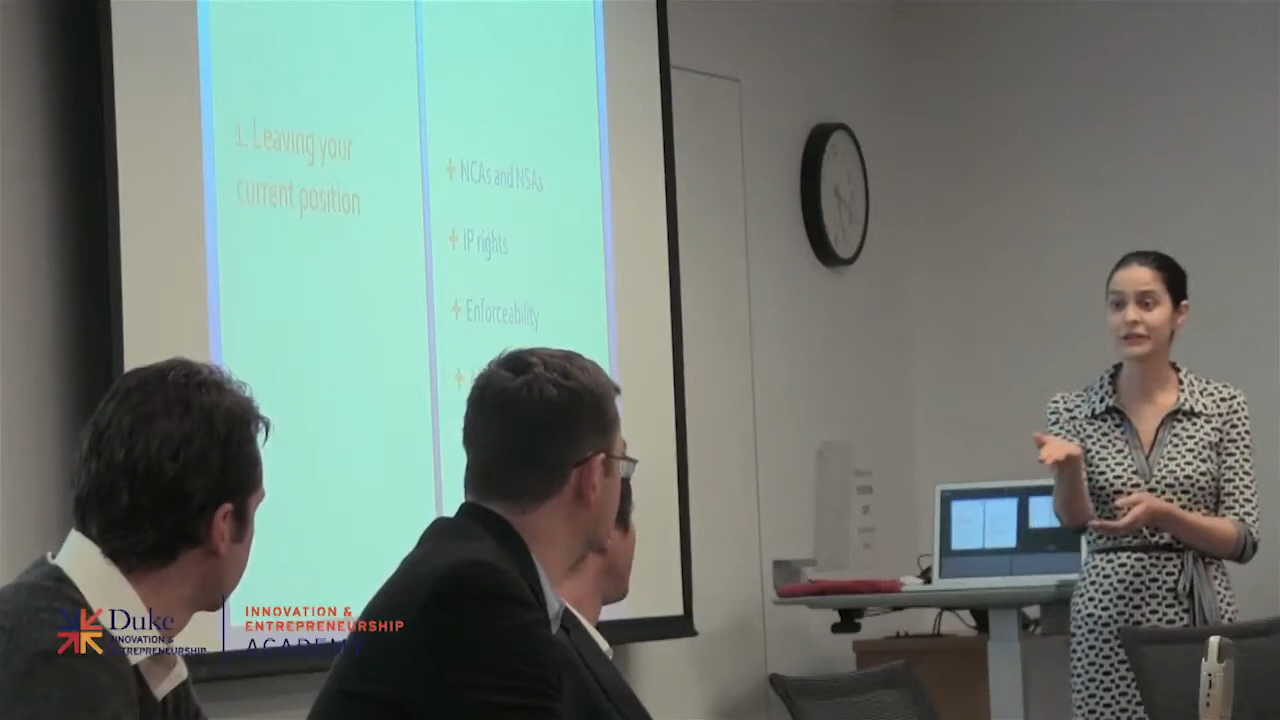 1. Leaving your
current position
+ NCAs and NSAs
+ IP rights
+ Enforceability
+
Duke
INNOVATION &
ENTREPRENEURSHIP
INNOVATION &
ENTREPRENEURSHIP
ACADEMY